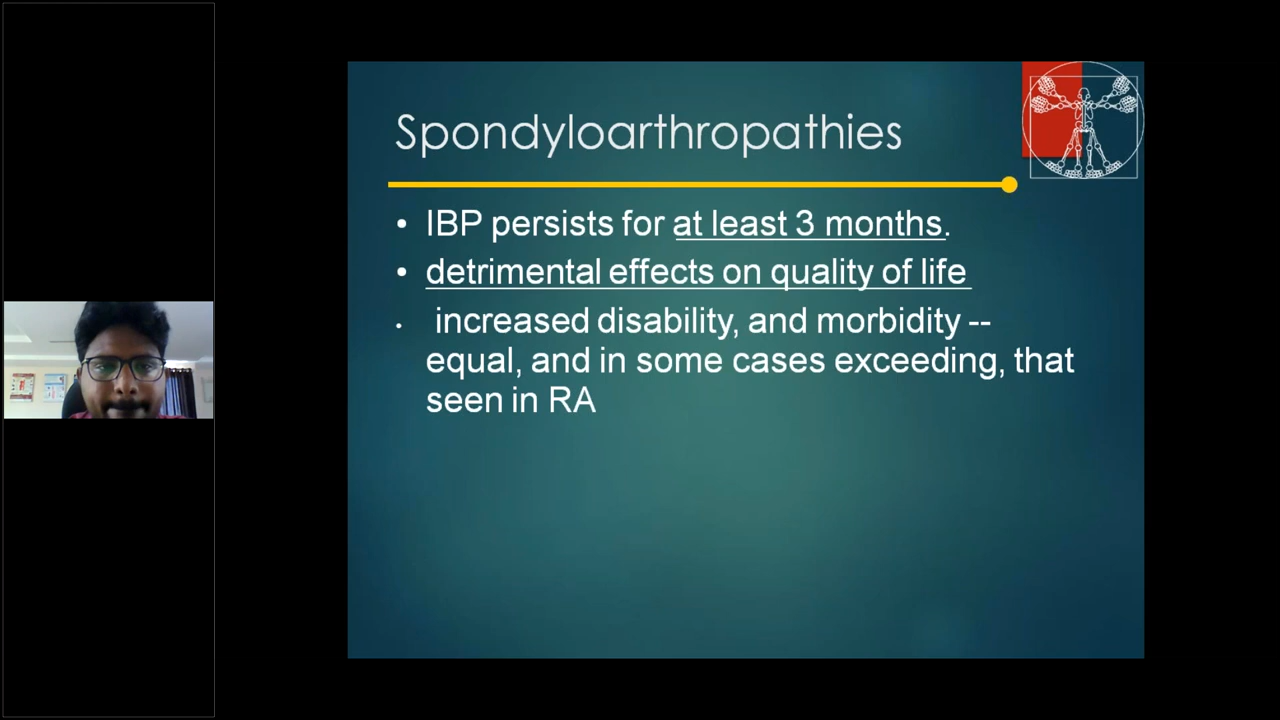 Spondyloarthropathies
• IBP persists for at least 3 months.
• detrimental effects on quality of life
• increased disability, and morbidity --
equal, and in some cases exceeding, that
seen in RA